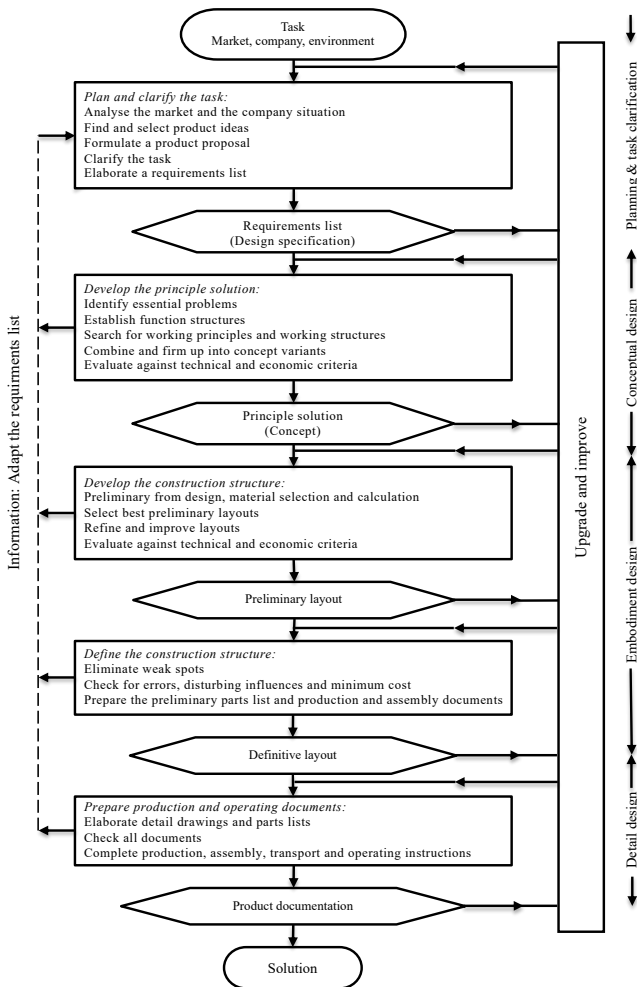 Task
Market, company, environment
Plan and clarify the task:
Analyse the market and the company situation
Find and select product ideas
Formulate a product proposal
Clarify the task
Elaborate a requirements list
Requirements list
(Design specification)
Develop the principle solution:
Identify essential problems
Establish function structures
Search for working principles and working structures
Combine and firm up into concept variants
Evaluate against technical and economic criteria
Principle solution
(Concept)
Develop the construction structure:
Preliminary from design, material selection and calculation
Select best preliminary layouts
Refine and improve layouts
Evaluate against technical and economic criteria
Preliminary layout
Define the construction structure:
Eliminate weak spots
Check for errors, disturbing influences and minimum cost
Prepare the preliminary parts list and production and assembly documents
Definitive layout
Prepare production and operating documents:
Elaborate detail drawings and parts lists
Check all documents
Complete production, assembly, transport and operating instructions
Product documentation
Solution
Information: Adapt the requirments list
Upgrade and improve
Planning & task clarification
Conceptual design
Embodiment design
Detail design